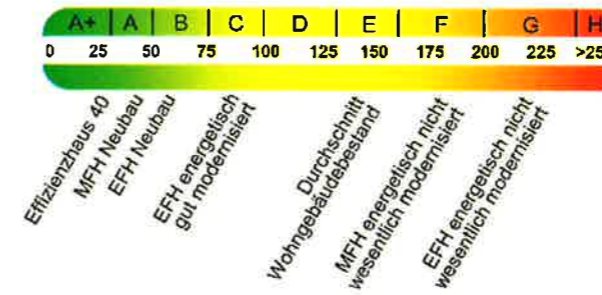 A+ A B C D E F G H
0 25 50 75 100 125 150 175 200 225 >25
Effizienzhaus 40
MFH Neubau
EFH Neubau
EFH energetisch
gut modernisiert
Durchschnitt
Wohngebäudebestand
MFH energetisch nicht
wesentlich modernisiert
EFH energetisch nicht
wesentlich modernisiert